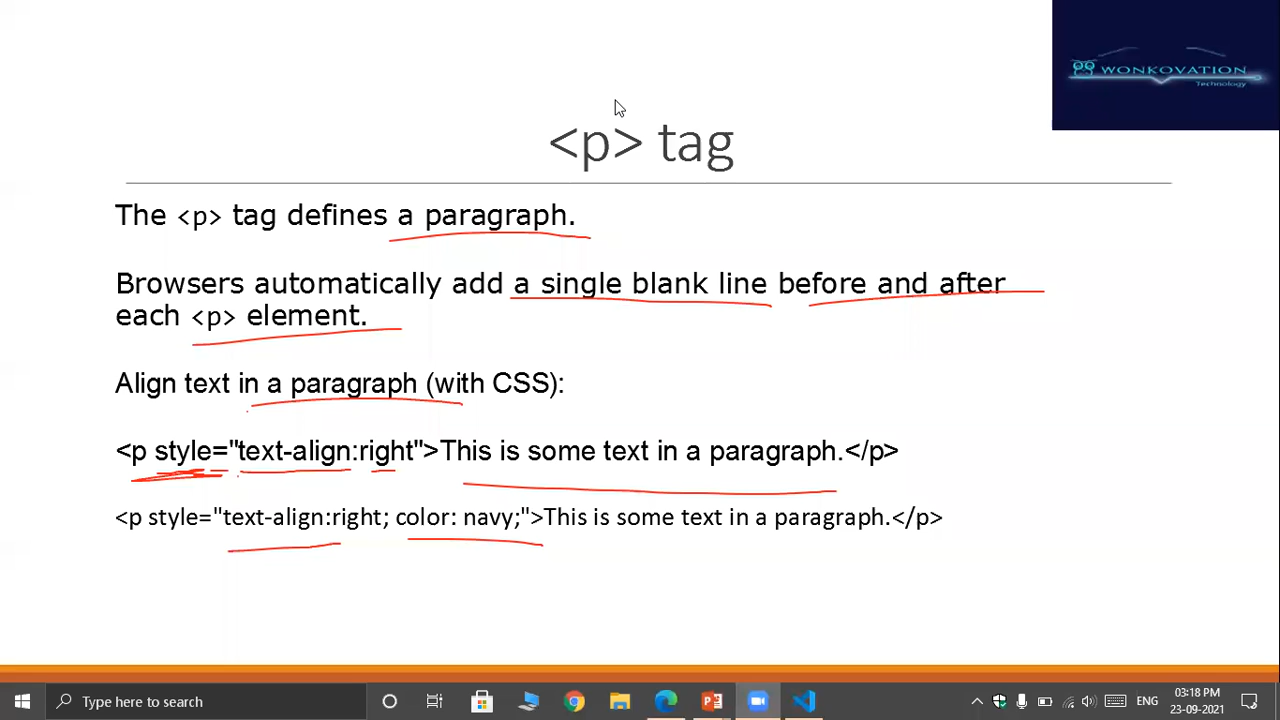 WONKOVATION
Technology
<p> tag
The <p> tag defines a paragraph.
Browsers automatically add a single blank line before and after
each <p> element.
Align text in a paragraph (with CSS):
<p style="text-align:right">This is some text in a paragraph.</p>
<p style="text-align:right; color: navy;">This is some text in a paragraph.</p>
Type here to search
ENG
03:18 PM
23-09-2021